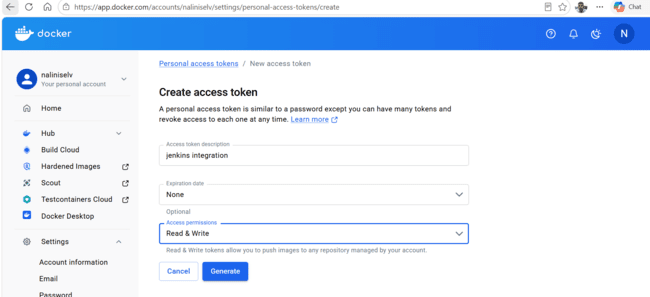 https://app.docker.com/accounts/naliniselv/settings/personal-access-tokens/create
Chat
docker
N
naliniselv
Your personal account
Home
Hub
Build Cloud
Hardened Images
Scout
Testcontainers Cloud
Docker Desktop
Settings
Account information
Email
Password
Personal access tokens / New access token
Create access token
A personal access token is similar to a password except you can have many tokens and
revoke access to each one at any time. Learn more
Access token description
jenkins integration
Expiration date
None
Optional
Access permissions
Read & Write
Read & Write tokens allow you to push images to any repository managed by your account.
Cancel
Generate